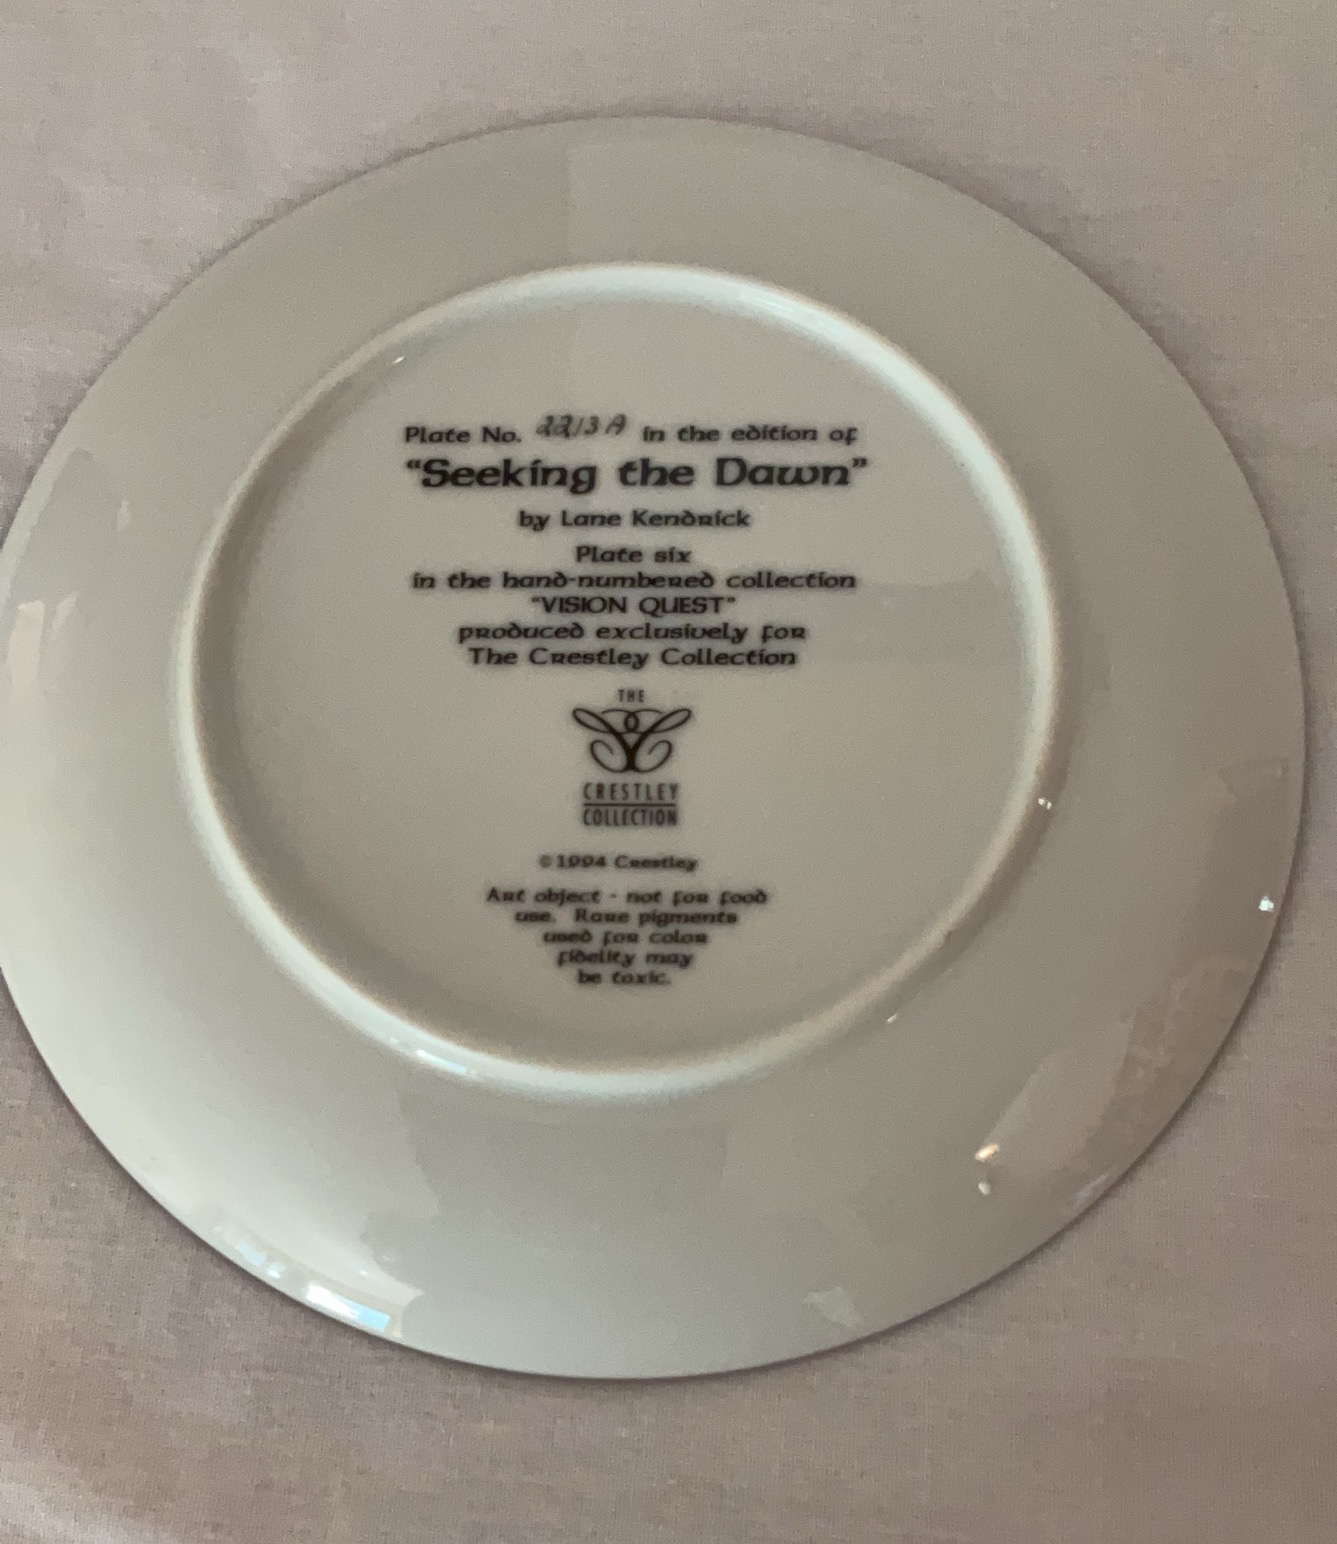 Plate No. 2213A in the edition of
"Seeking the Dawn"
by Lane Kendrick
Plate six
in the hand-numbered collection
"VISION QUEST"
produced exclusively for
The Crestley Collection
THE
CRESTLEY
COLLECTION
©1994 Crestley
Art object - not for food
use. Rare pigments
used for color
fidelity may
be toxic.